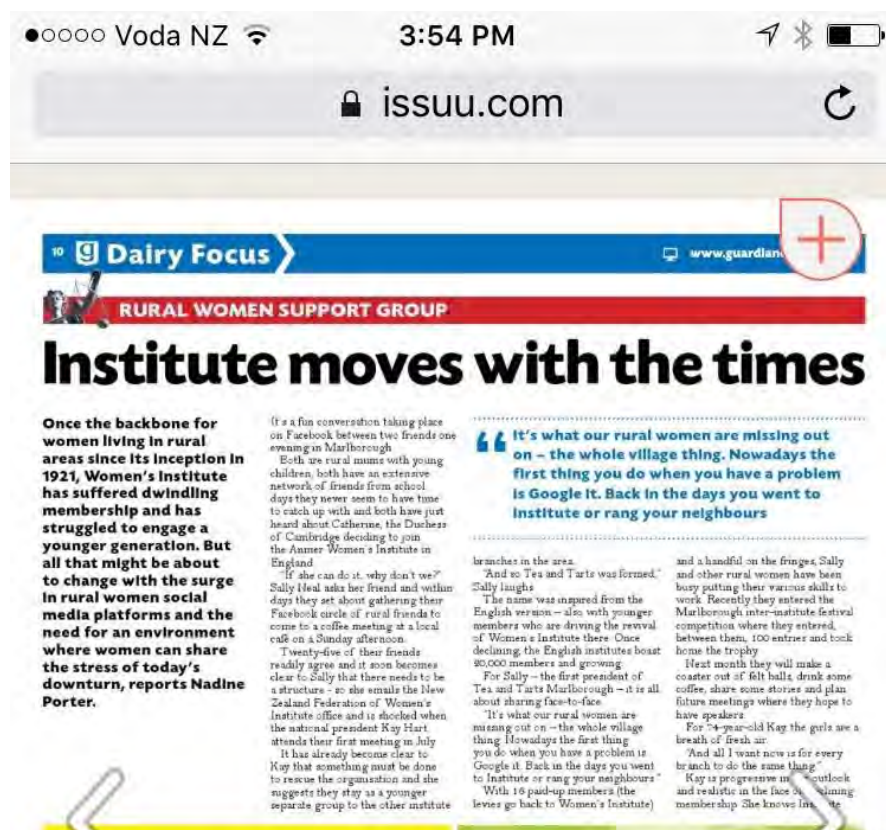 Voda NZ
3:54 PM
issuu.com
10 g Dairy Focus
www.guardian
RURAL WOMEN SUPPORT GROUP
Institute moves with the times
Once the backbone for
women living in rural
areas since its inception in
1921, Women's Institute
has suffered dwindling
membership and has
struggled to engage a
younger generation. But
all that might be about
to change with the surge
in rural women social
media platforms and the
need for an environment
where women can share
the stress of today's
downturn, reports Nadine
Porter.
It's a fun conversation taking place
on Facebook between two friends one
evening in Marlborough
Both are rural mums with young
children, both have an extensive
network of friends from school
days they never seem to have time
to catch up with and both have just
heard about Catherine, the Duchess
of Cambridge deciding to join
the Anmer Women's Institute in
England
"If she can do it, why don't we?"
Sally Neal asks her friend and within
days they set about gathering their
Facebook circle of rural friends to
come to a coffee meeting at a local
café on a Sunday afternoon
Twenty-five of their friends
readily agree and it soon becomes
clear to Sally that there needs to be
a structure - so she emails the New
Zealand Federation of Women's
Institute office and is shocked when
the national president Kay Hart
attends their first meeting in July
It has already become clear to
Kay that something must be done
to rescue the organisation and she
suggests they stay as a younger
separate group to the other institute
“ It's what our rural women are missing out
on – the whole village thing. Nowadays the
first thing you do when you have a problem
is Google it. Back in the days you went to
institute or rang your neighbours
branches in the area.
"And so Tea and Tarts was formed,"
Sally laughs
The name was inspired from the
English version – also with younger
members who are driving the revival
of Women's Institute there. Once
declining, the English institutes boast
20,000 members and growing
For Sally – the first president of
Tea and Tarts Marlborough – it is all
about sharing face-to-face
"It's what our rural women are
missing out on – the whole village
thing. Nowadays the first thing
you do when you have a problem is
Google it. Back in the days you went
to Institute or rang your neighbours"
With 16 paid-up members (the
levies go back to Women's Institute)
and a handful on the fringes, Sally
and other rural women have been
busy putting their various skills to
work. Recently they entered the
Marlborough inter-institute festival
competition where they entered,
between them, 100 entries and took
home the trophy
Next month they will make a
coaster out of felt balls, drink some
coffee, share some stories and plan
future meetings where they hope to
have speakers
For 74-year-old Kay the girls are a
breath of fresh air
"And all I want now is for every
branch to do the same thing."
Kay is progressive in outlook
and realistic in the face of
membership. She knows